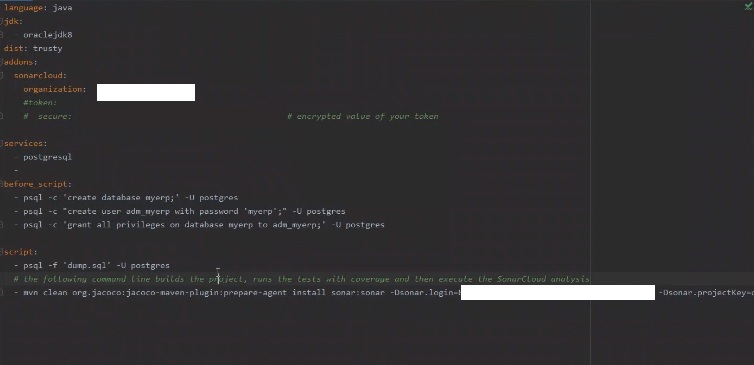 language: java
jdk:
- oraclejdk8
dist: trusty
addons:
sonarcloud:
organization:
#token:
# secure: # encrypted value of your token
services:
- postgresql
-
before_script:
- psql -c 'create database myerp;' -U postgres
- psql -c "create user adm_myerp with password 'myerp';" -U postgres
- psql -c 'grant all privileges on database myerp to adm_myerp;' -U postgres
script:
- psql -f 'dump.sql' -U postgres
# the following command line builds the project, runs the tests with coverage and then execute the SonarCloud analysis
- mvn clean org.jacoco:jacoco-maven-plugin:prepare-agent install sonar:sonar -Dsonar.login= -Dsonar.projectKey=